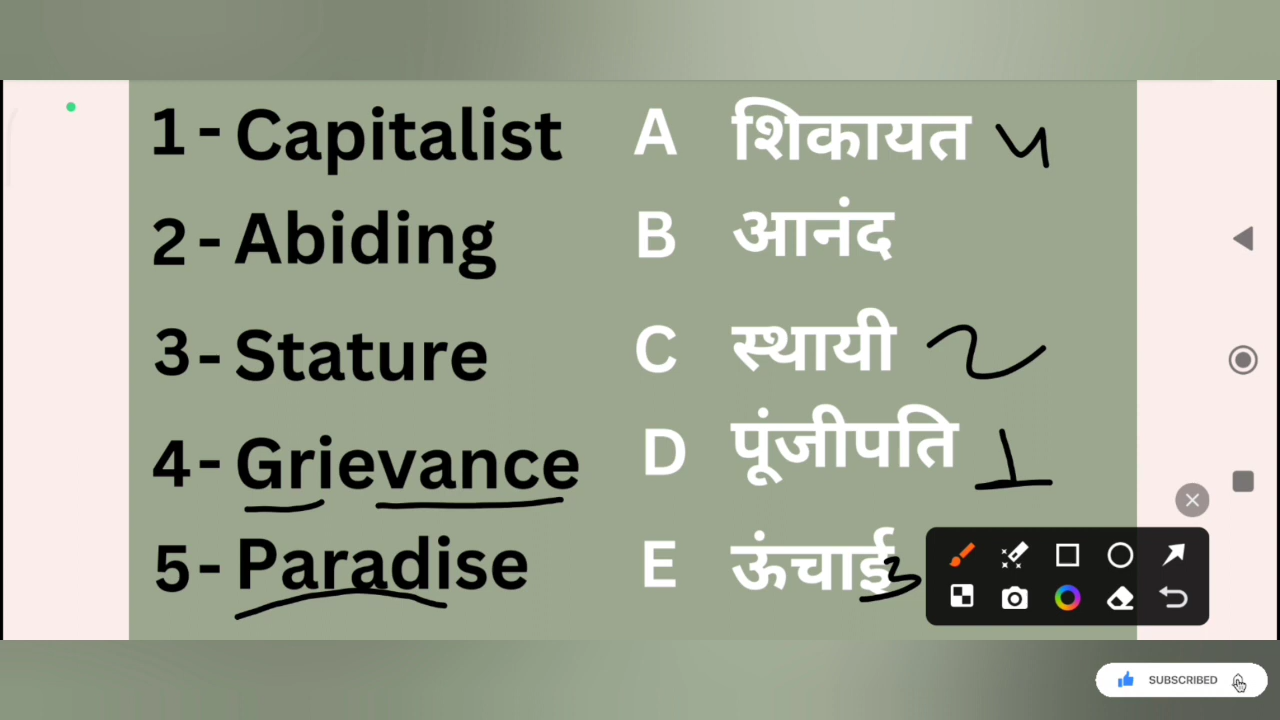 1- Capitalist A शिकायत 4
2- Abiding B आनंद
3- Stature C स्थायी 2
4- Grievance D पूंजीपति 1
5- Paradise E ऊंचाई 3
SUBSCRIBED